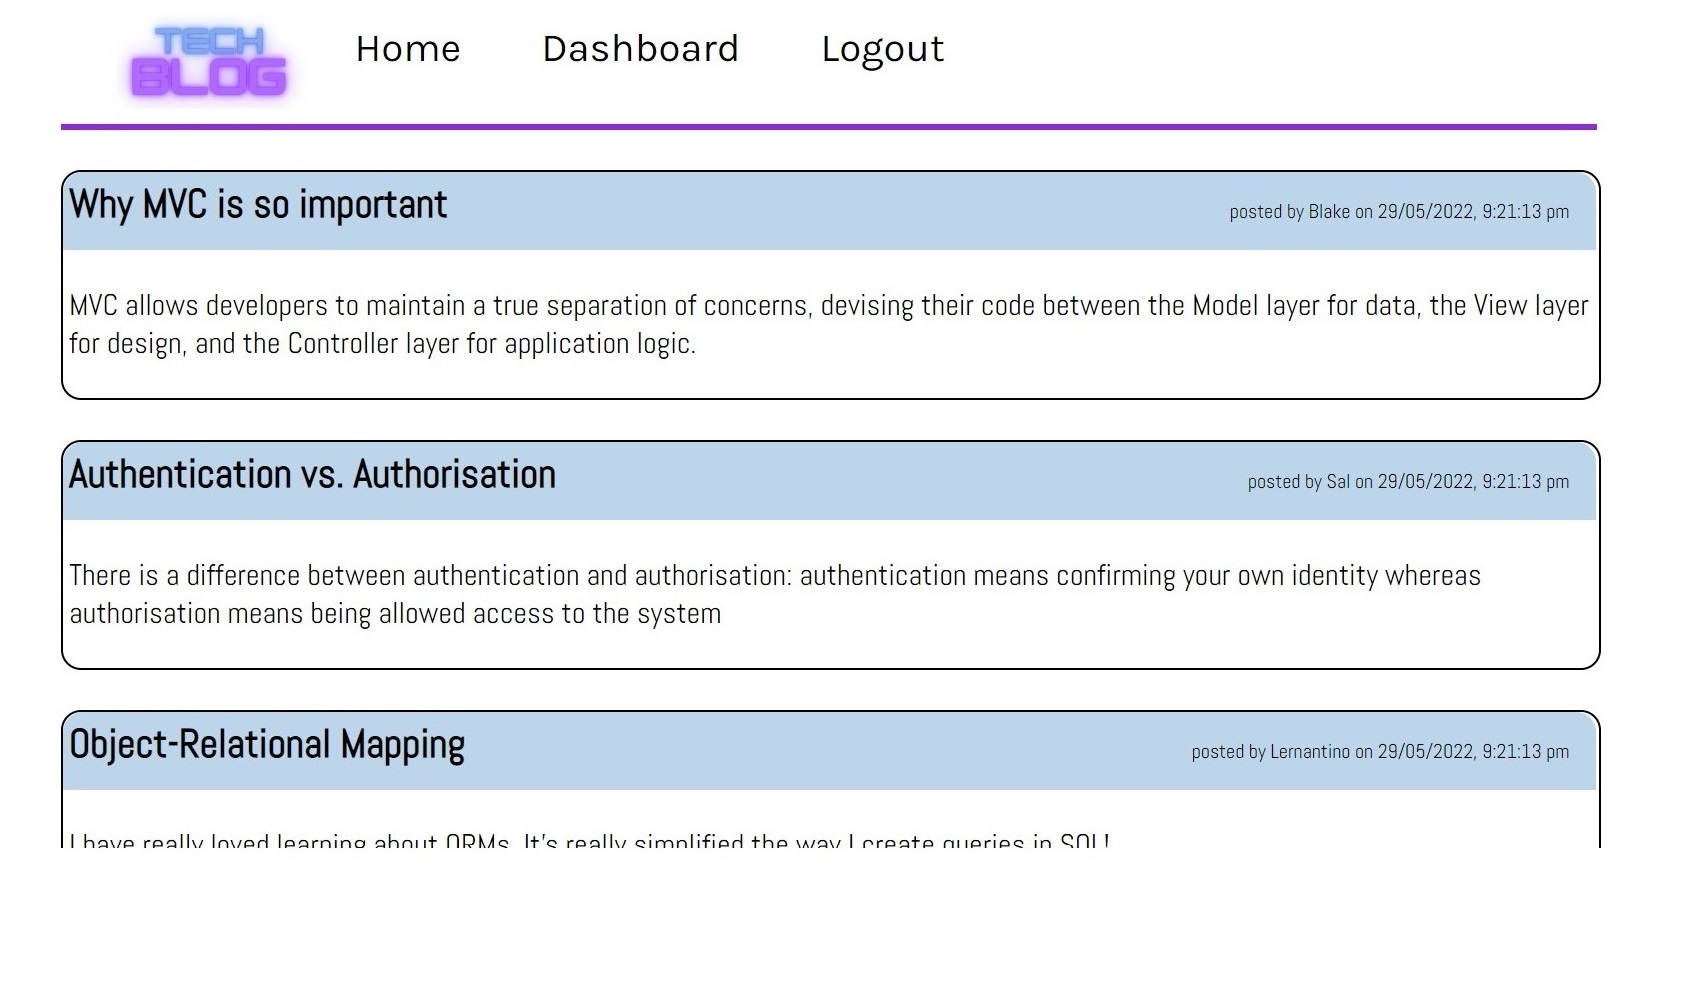 TECH
BLOG
Home Dashboard Logout
Why MVC is so important
posted by Blake on 29/05/2022, 9:21:13 pm
MVC allows developers to maintain a true separation of concerns, devising their code between the Model layer for data, the View layer
for design, and the Controller layer for application logic.
Authentication vs. Authorisation
posted by Sal on 29/05/2022, 9:21:13 pm
There is a difference between authentication and authorisation: authentication means confirming your own identity whereas
authorisation means being allowed access to the system
Object-Relational Mapping
posted by Lernantino on 29/05/2022, 9:21:13 pm
I have really loved learning about ORMs. It's really simplified the way I create queries in SQL!